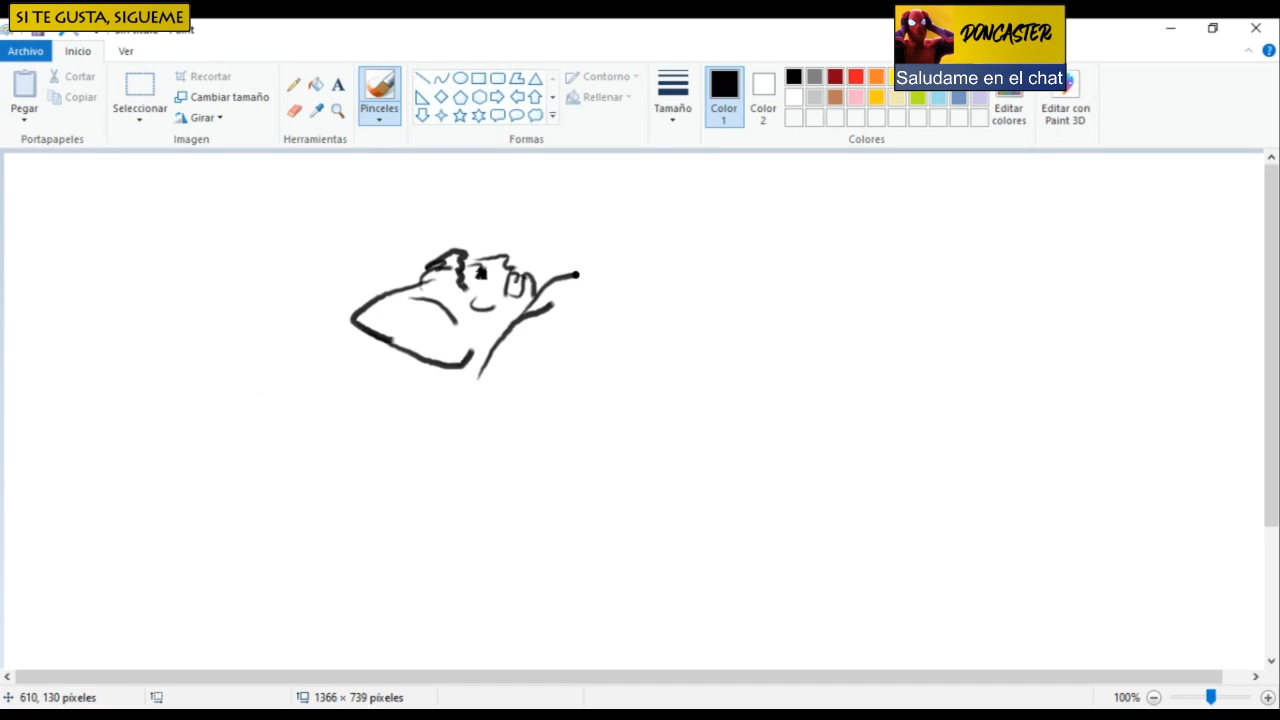 SI TE GUSTA, SIGUEME
DONCASTER
Saludame en el chat
Archivo
Inicio
Ver
Pegar
Cortar
Copiar
Portapapeles
Seleccionar
Recortar
Cambiar tamaño
Girar
Imagen
Herramientas
Pinceles
Formas
Contorno
Rellenar
Tamaño
Color
1
Color
2
Colores
Editar
colores
Editar con
Paint 3D
610, 130 píxeles
1366 × 739 píxeles
100%